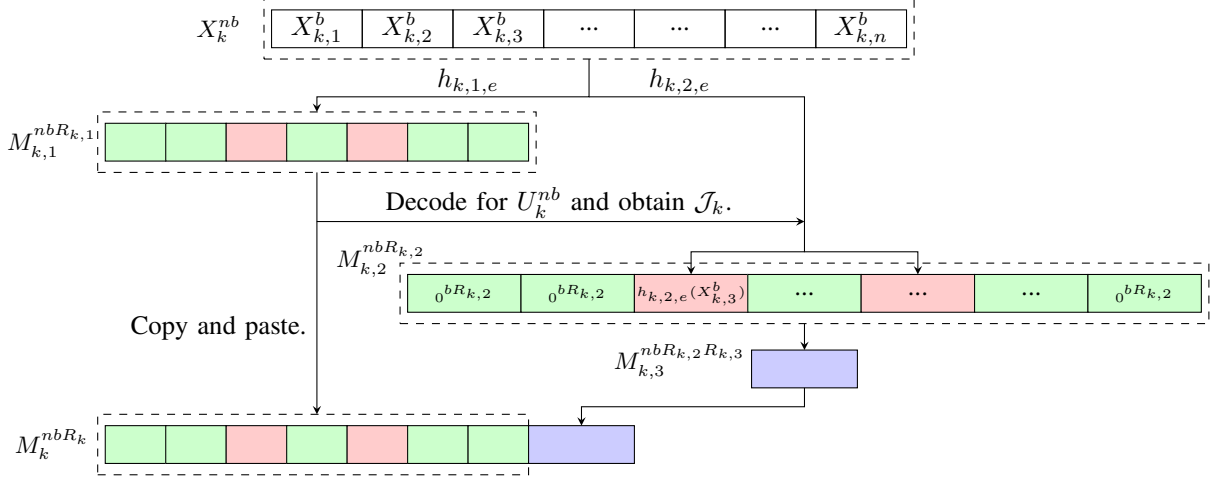 X_k^{nb} X_{k,1}^b X_{k,2}^b X_{k,3}^b ... ... ... X_{k,n}^b
h_{k,1,e} h_{k,2,e}
M_{k,1}^{nbR_{k,1}}
Decode for U_k^{nb} and obtain 𝒥_k.
M_{k,2}^{nbR_{k,2}}
0^{bR_{k,2}} 0^{bR_{k,2}} h_{k,2,e}(X_{k,3}^b) ... ... ... 0^{bR_{k,2}}
Copy and paste.
M_{k,3}^{nbR_{k,2}R_{k,3}}
M_k^{nbR_k}